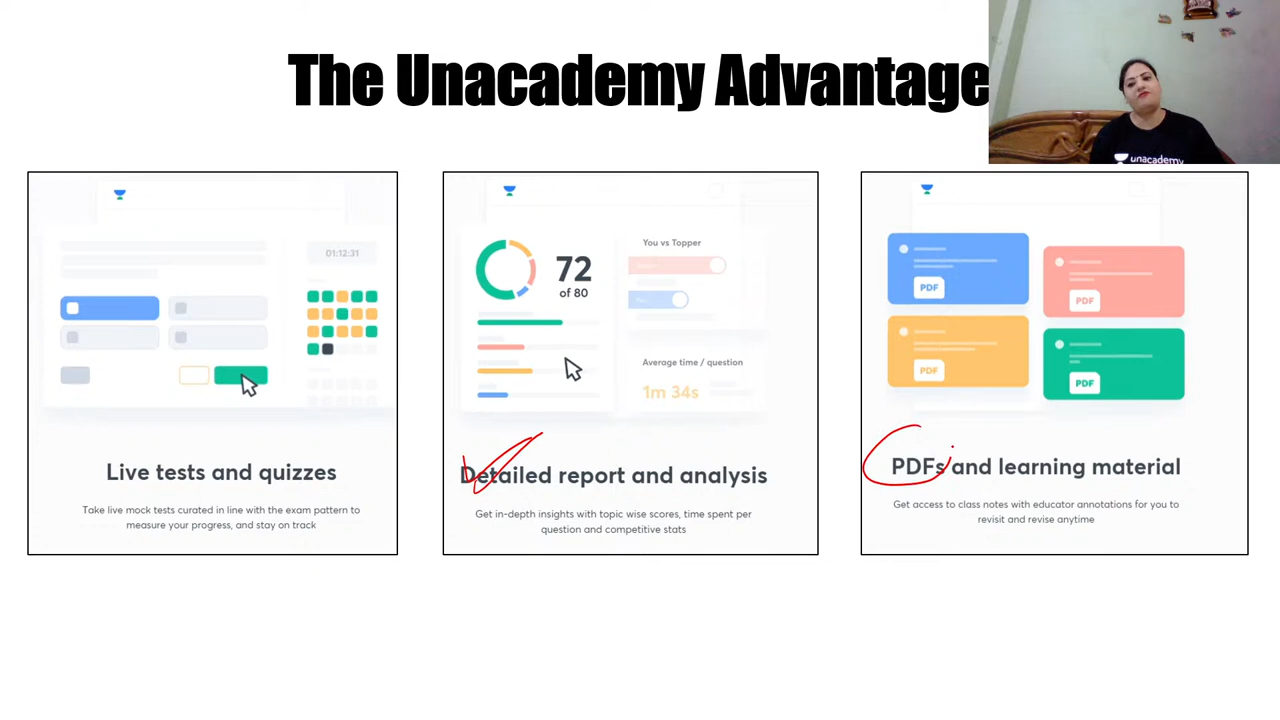 The Unacademy Advantage
unacademy
01:12:31
Live tests and quizzes
Take live mock tests curated in line with the exam pattern to
measure your progress, and stay on track
72
of 80
You vs Topper
Average time / question
1m 34s
Detailed report and analysis
Get in-depth insights with topic wise scores, time spent per
question and competitive stats
PDF
PDF
PDF
PDF
PDFs and learning material
Get access to class notes with educator annotations for you to
revisit and revise anytime